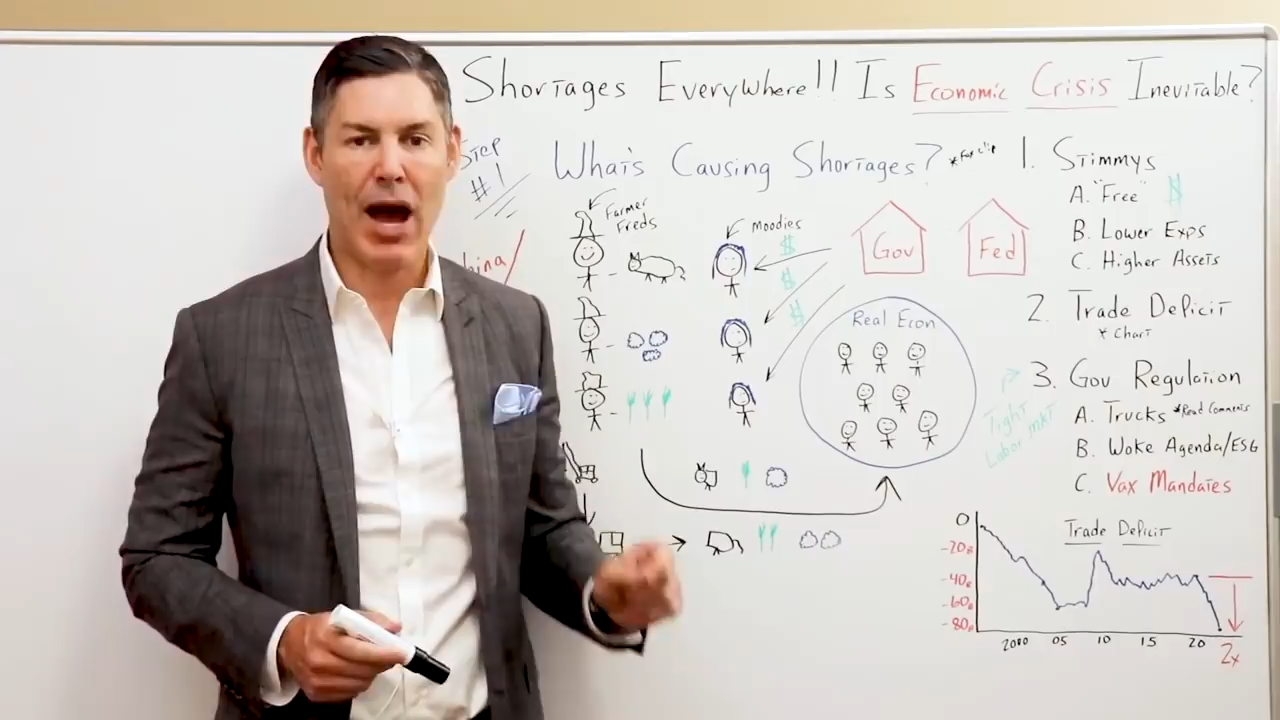 Shortages Everywhere!! Is Economic Crisis Inevitable?
Step
#1
What's Causing Shortages?
Farmer
Freds
Moodies
$
$
$
Gov
Fed
Real Econ
1. Stimmys
A. "Free" $
B. Lower Exps
C. Higher Assets
2. Trade Deficit
* Chart
3. Gov Regulation
A. Trucks *Read Comments
B. Woke Agenda/ESG
C. Vax Mandates
Tight
Labor Mkt
Trade Deficit
0
-20B
-40B
-60B
-80B
2000 05 10 15 20
2x